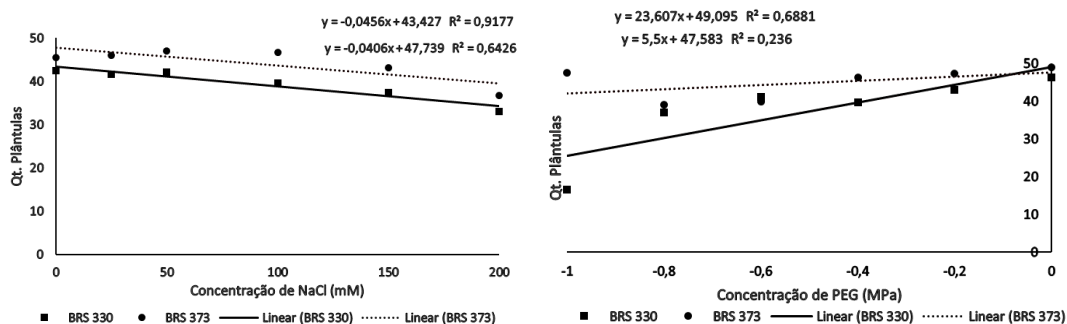 y = -0,0456x + 43,427 R² = 0,9177
y = -0,0406x + 47,739 R² = 0,6426
50
40
30
20
10
0
Qt. Plântulas
0 50 100 150 200
Concentração de NaCl (mM)
BRS 330 BRS 373 Linear (BRS 330) Linear (BRS 373)
y = 23,607x + 49,095 R² = 0,6881
y = 5,5x + 47,583 R² = 0,236
50
40
30
20
10
0
Qt. Plântulas
-1 -0,8 -0,6 -0,4 -0,2 0
Concentração de PEG (MPa)
BRS 330 BRS 373 Linear (BRS 330) Linear (BRS 373)